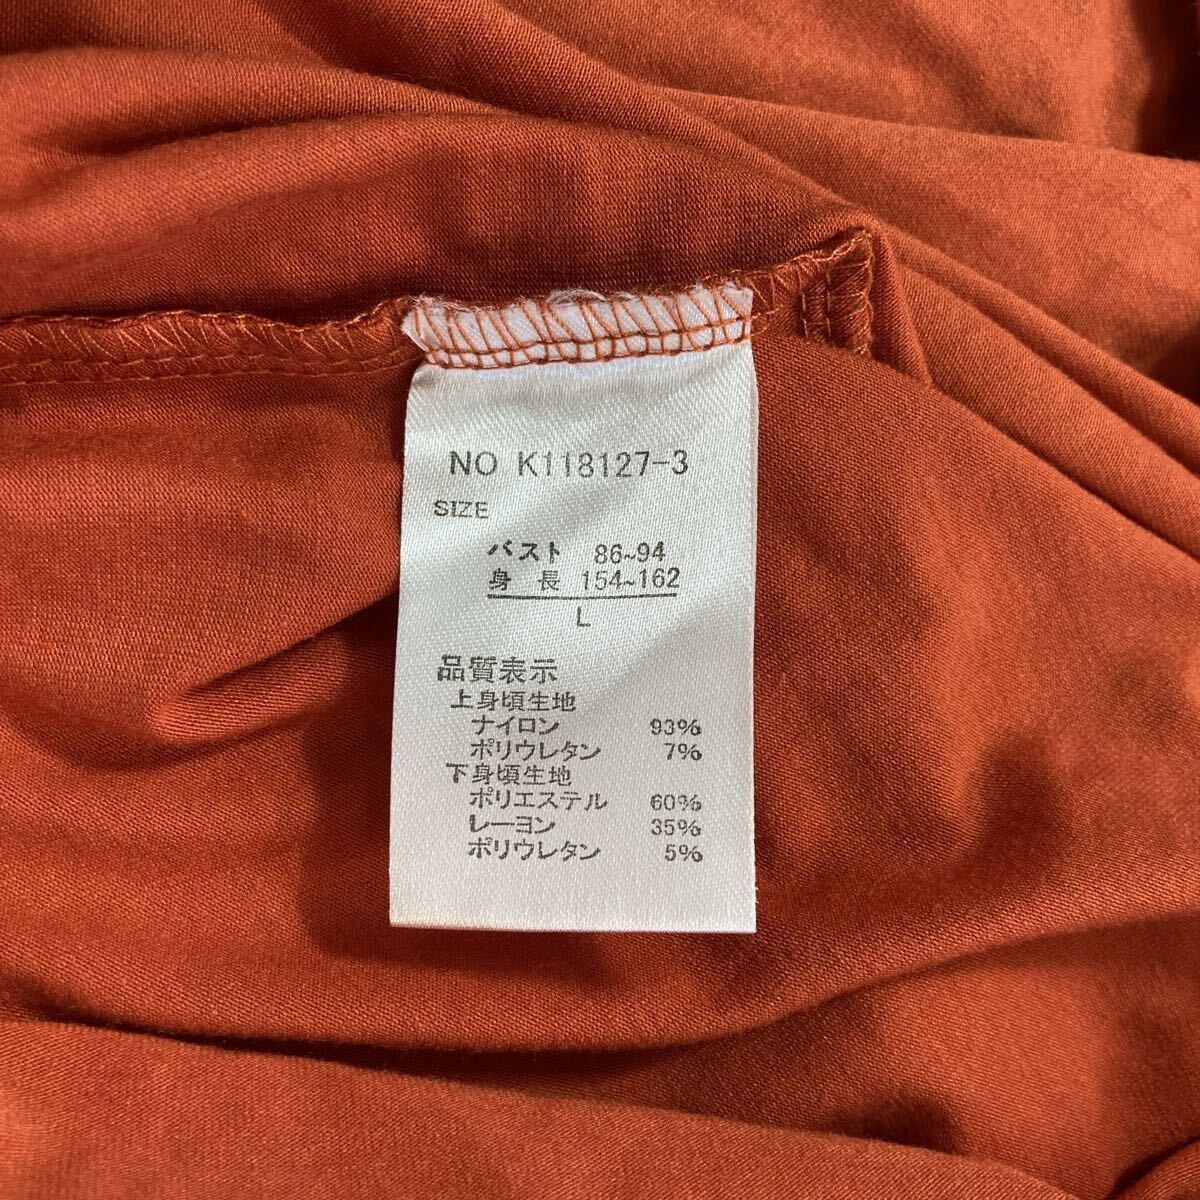 NO K118127-3
SIZE
バスト 86~94
身長 154~162
L
品質表示
上身頃生地
ナイロン 93%
ポリウレタン 7%
下身頃生地
ポリエステル 60%
レーヨン 35%
ポリウレタン 5%